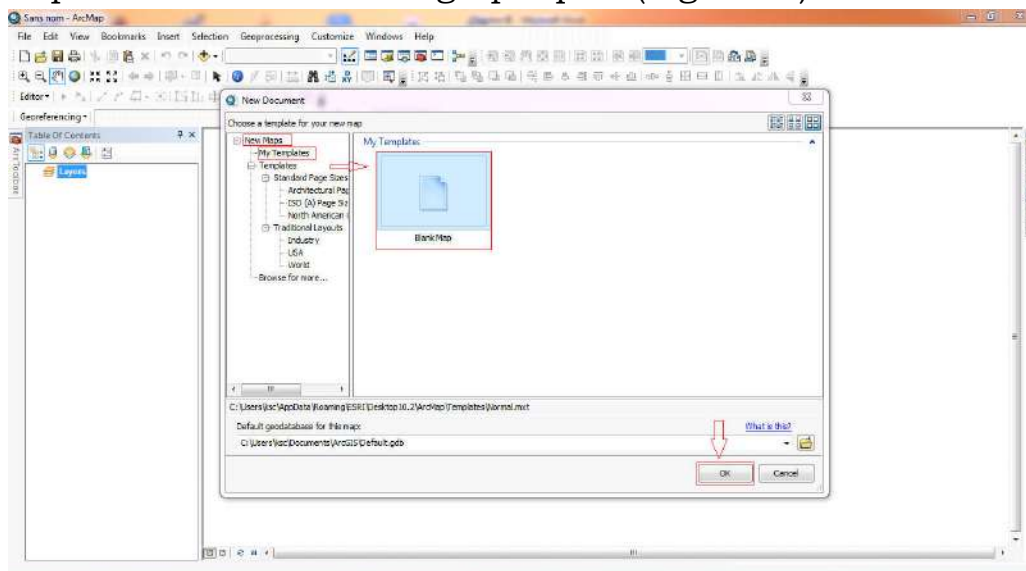 Sans nom - ArcMap
File Edit View Bookmarks Insert Selection Geoprocessing Customize Windows Help
Editor
Georeferencing
Table Of Contents
Layers
ArcToolbox
New Document
Choose a template for your new map
New Maps
My Templates
Templates
Standard Page Sizes
Architectural Pag
ISO (A) Page Siz
North American
Traditional Layouts
Industry
USA
World
Browse for more...
My Templates
Blank Map
C:\Users\ksc\AppData\Roaming\ESRI\Desktop10.2\ArcMap\Templates\Normal.mxt
Default geodatabase for this map:
What is this?
C:\Users\ksc\Documents\ArcGIS\Default.gdb
OK Cancel